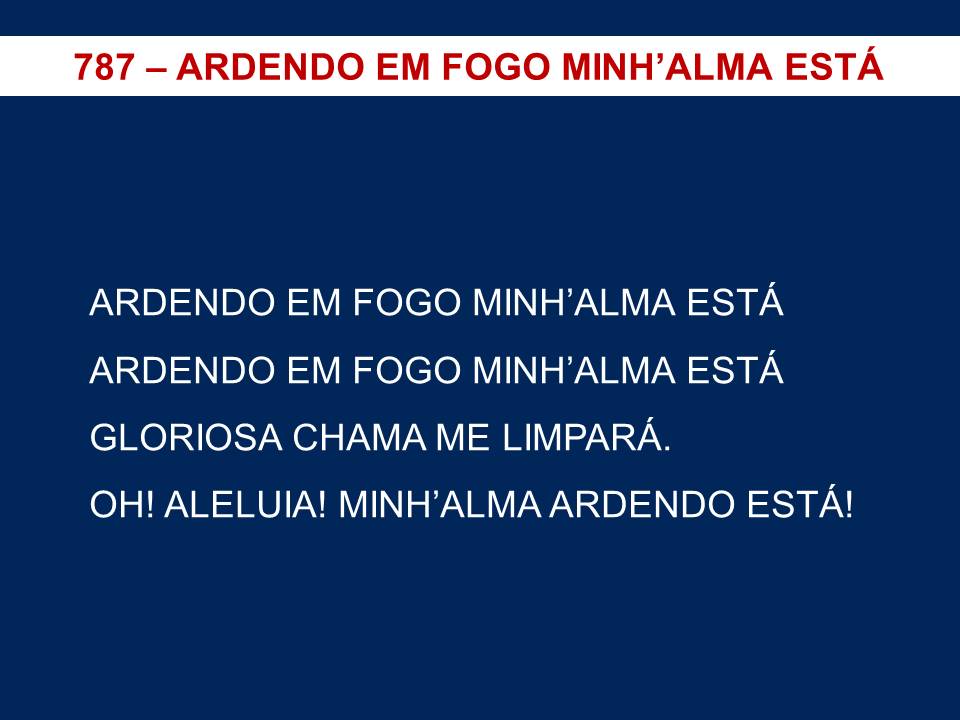 787 – ARDENDO EM FOGO MINH’ALMA ESTÁ
ARDENDO EM FOGO MINH’ALMA ESTÁ
ARDENDO EM FOGO MINH’ALMA ESTÁ
GLORIOSA CHAMA ME LIMPARÁ.
OH! ALELUIA! MINH’ALMA ARDENDO ESTÁ!